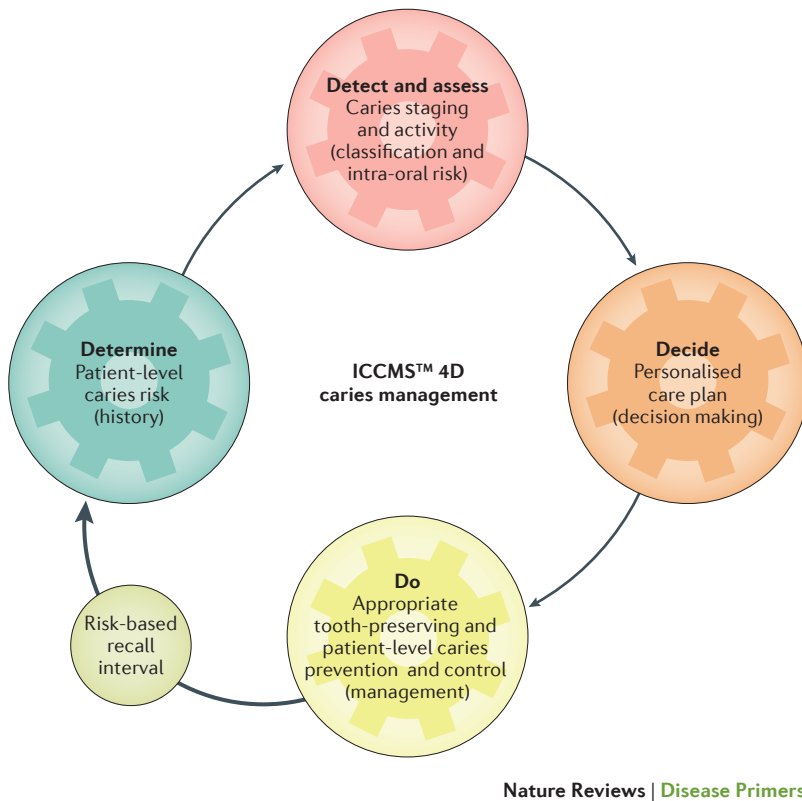 Detect and assess
Caries staging
and activity
(classification and
intra-oral risk)
Determine
Patient-level
caries risk
(history)
ICCMS™ 4D
caries management
Decide
Personalised
care plan
(decision making)
Do
Appropriate
tooth-preserving and
patient-level caries
prevention and control
(management)
Risk-based
recall
interval
Nature Reviews | Disease Primers